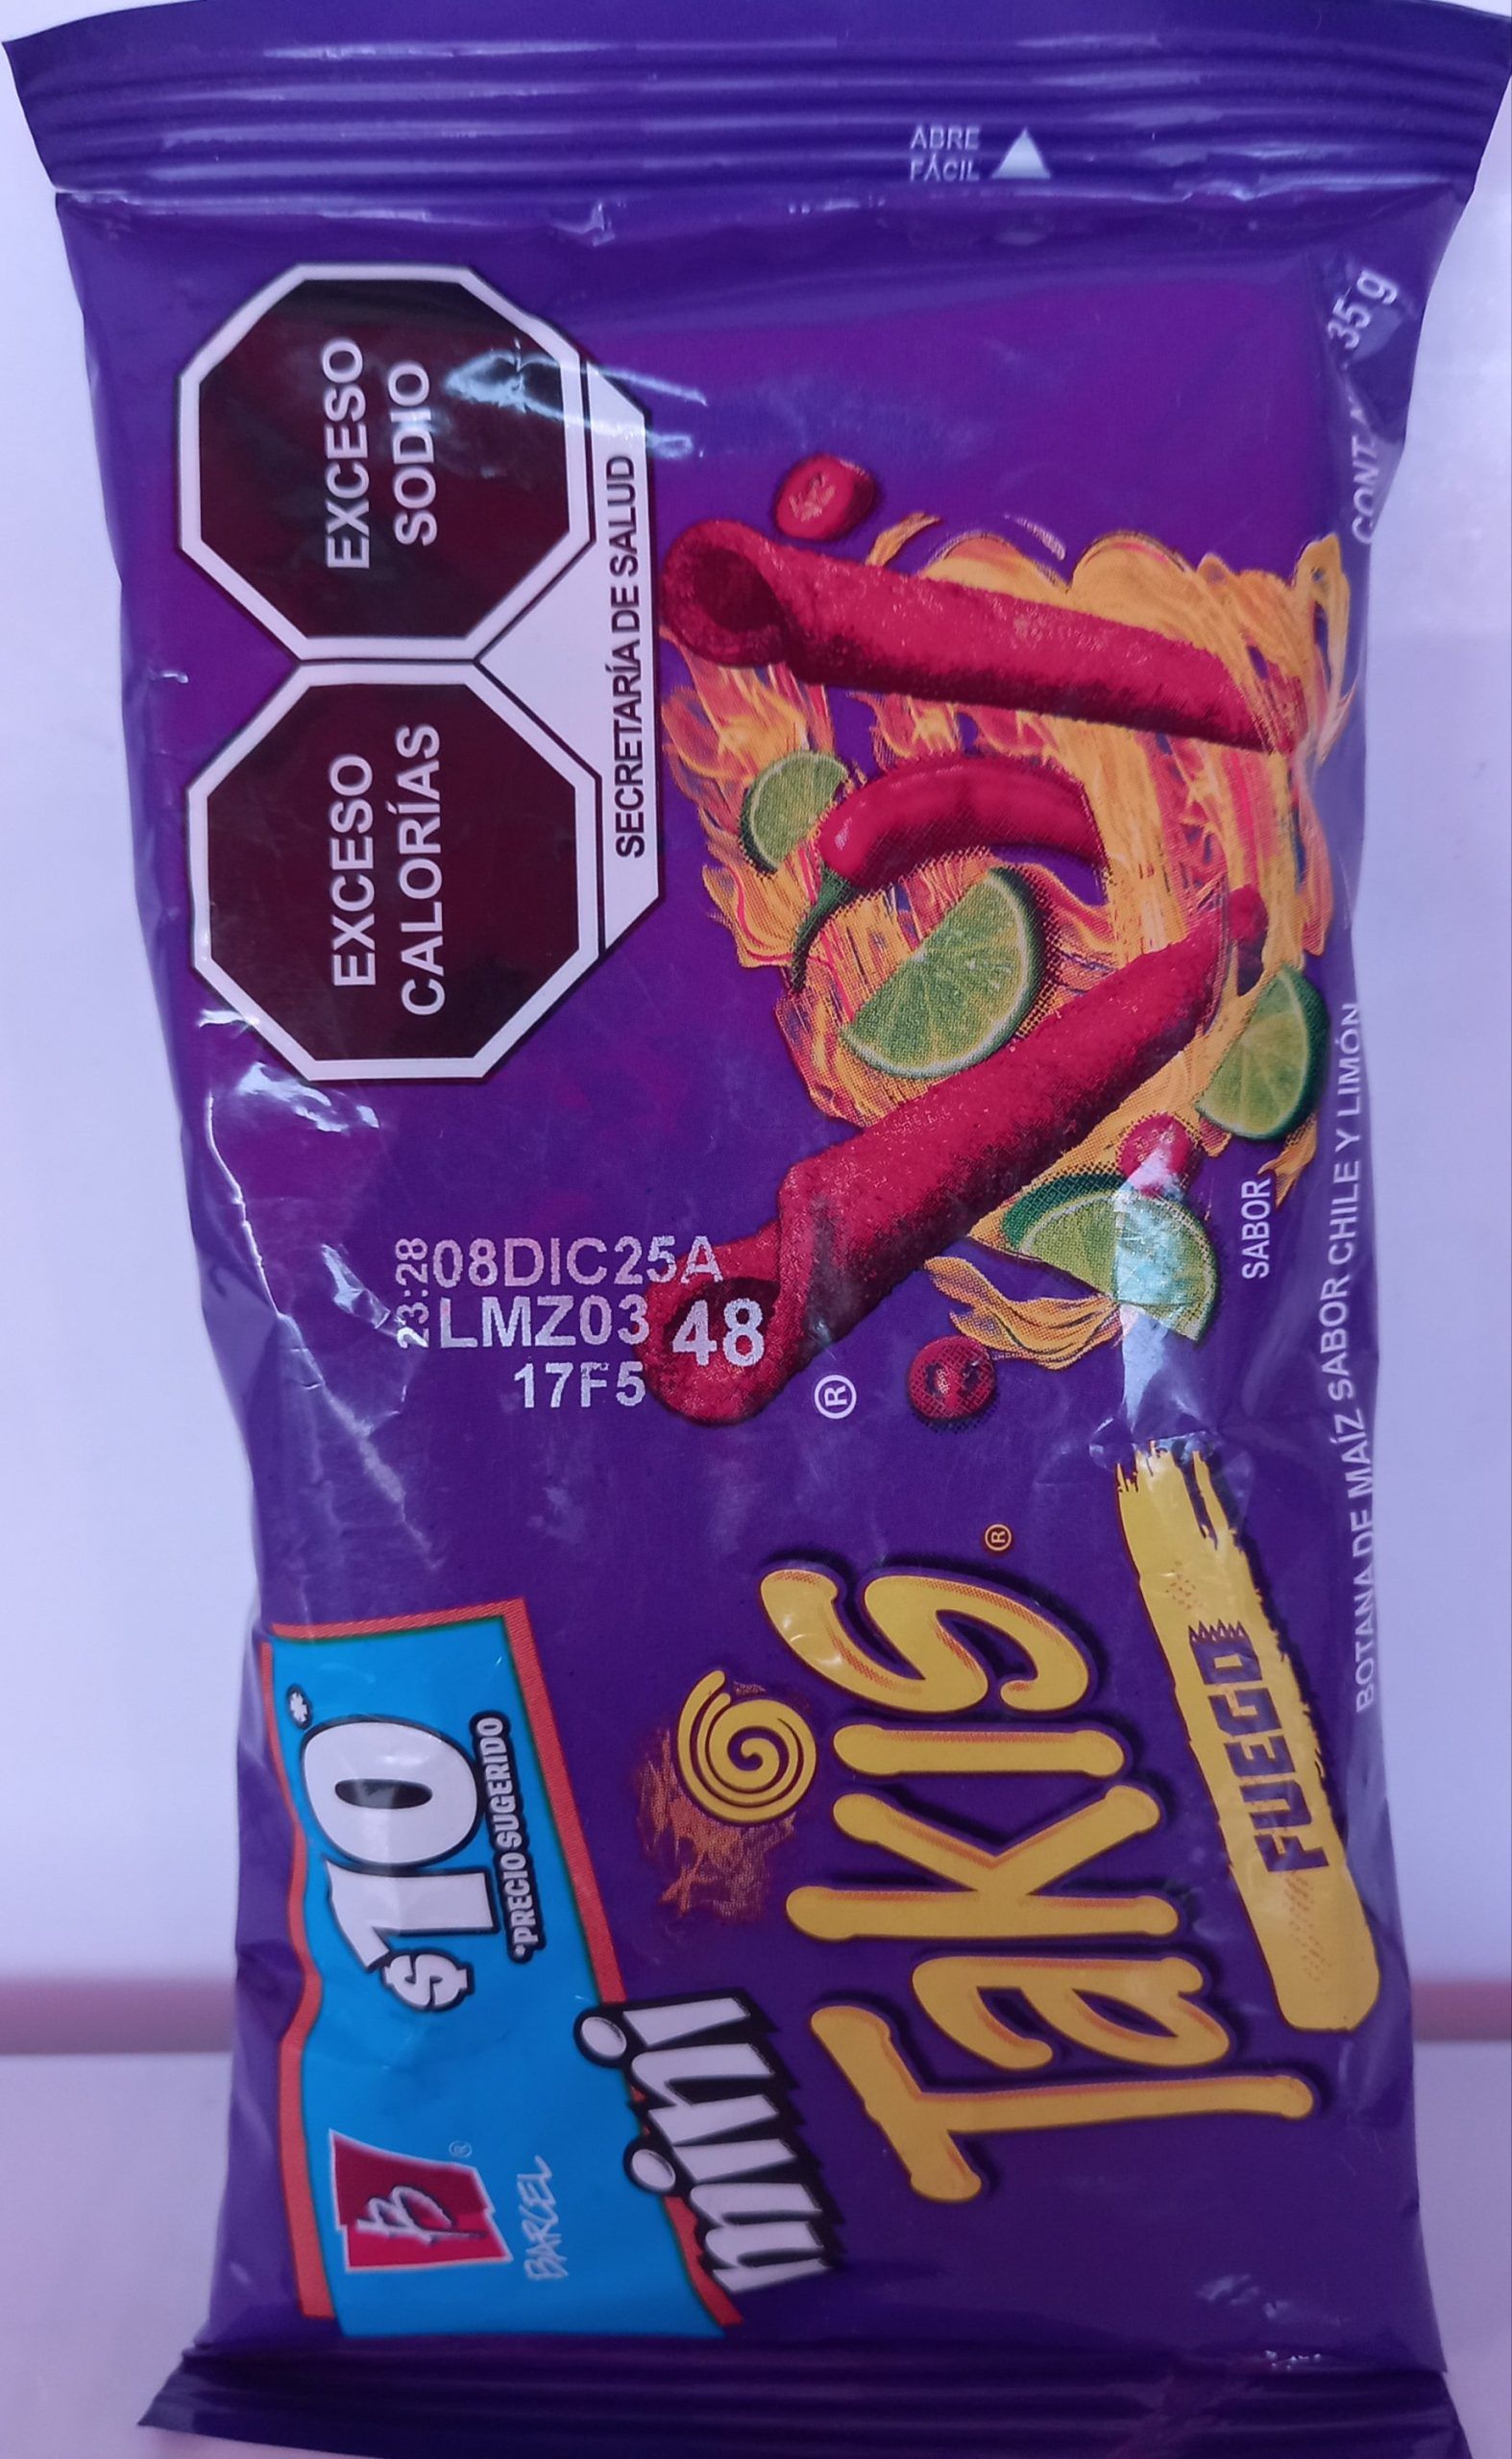 ABRE
FÁCIL
EXCESO
CALORÍAS
EXCESO
SODIO
SECRETARÍA DE SALUD
$10*
*PRECIO SUGERIDO
B®
BARCEL
mini
Takis®
FUEGO
SABOR
®
23:28
08DIC25A
LMZ03 48
17F5
BOTANA DE MAÍZ SABOR CHILE Y LIMÓN
CONT. 35 g